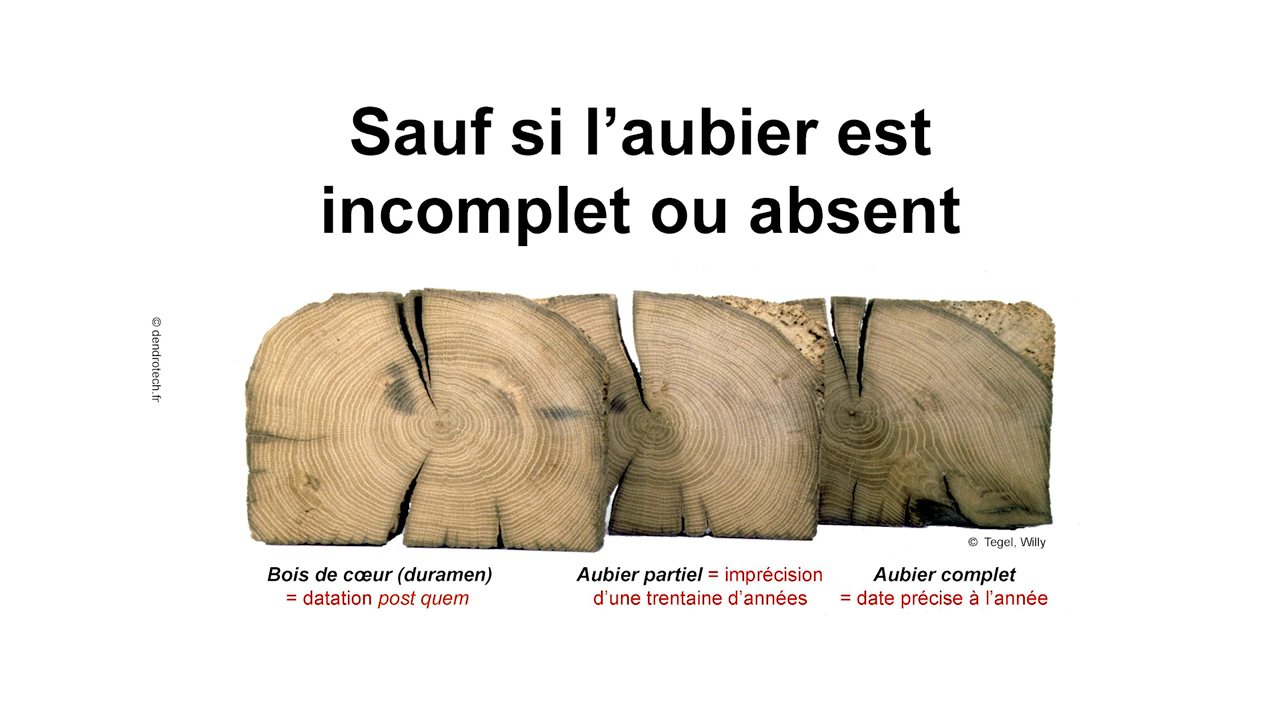 Sauf si l’aubier est
incomplet ou absent
© dendrotech.fr
© Tegel, Willy
Bois de cœur (duramen)
= datation post quem
Aubier partiel = imprécision
d’une trentaine d’années
Aubier complet
= date précise à l’année